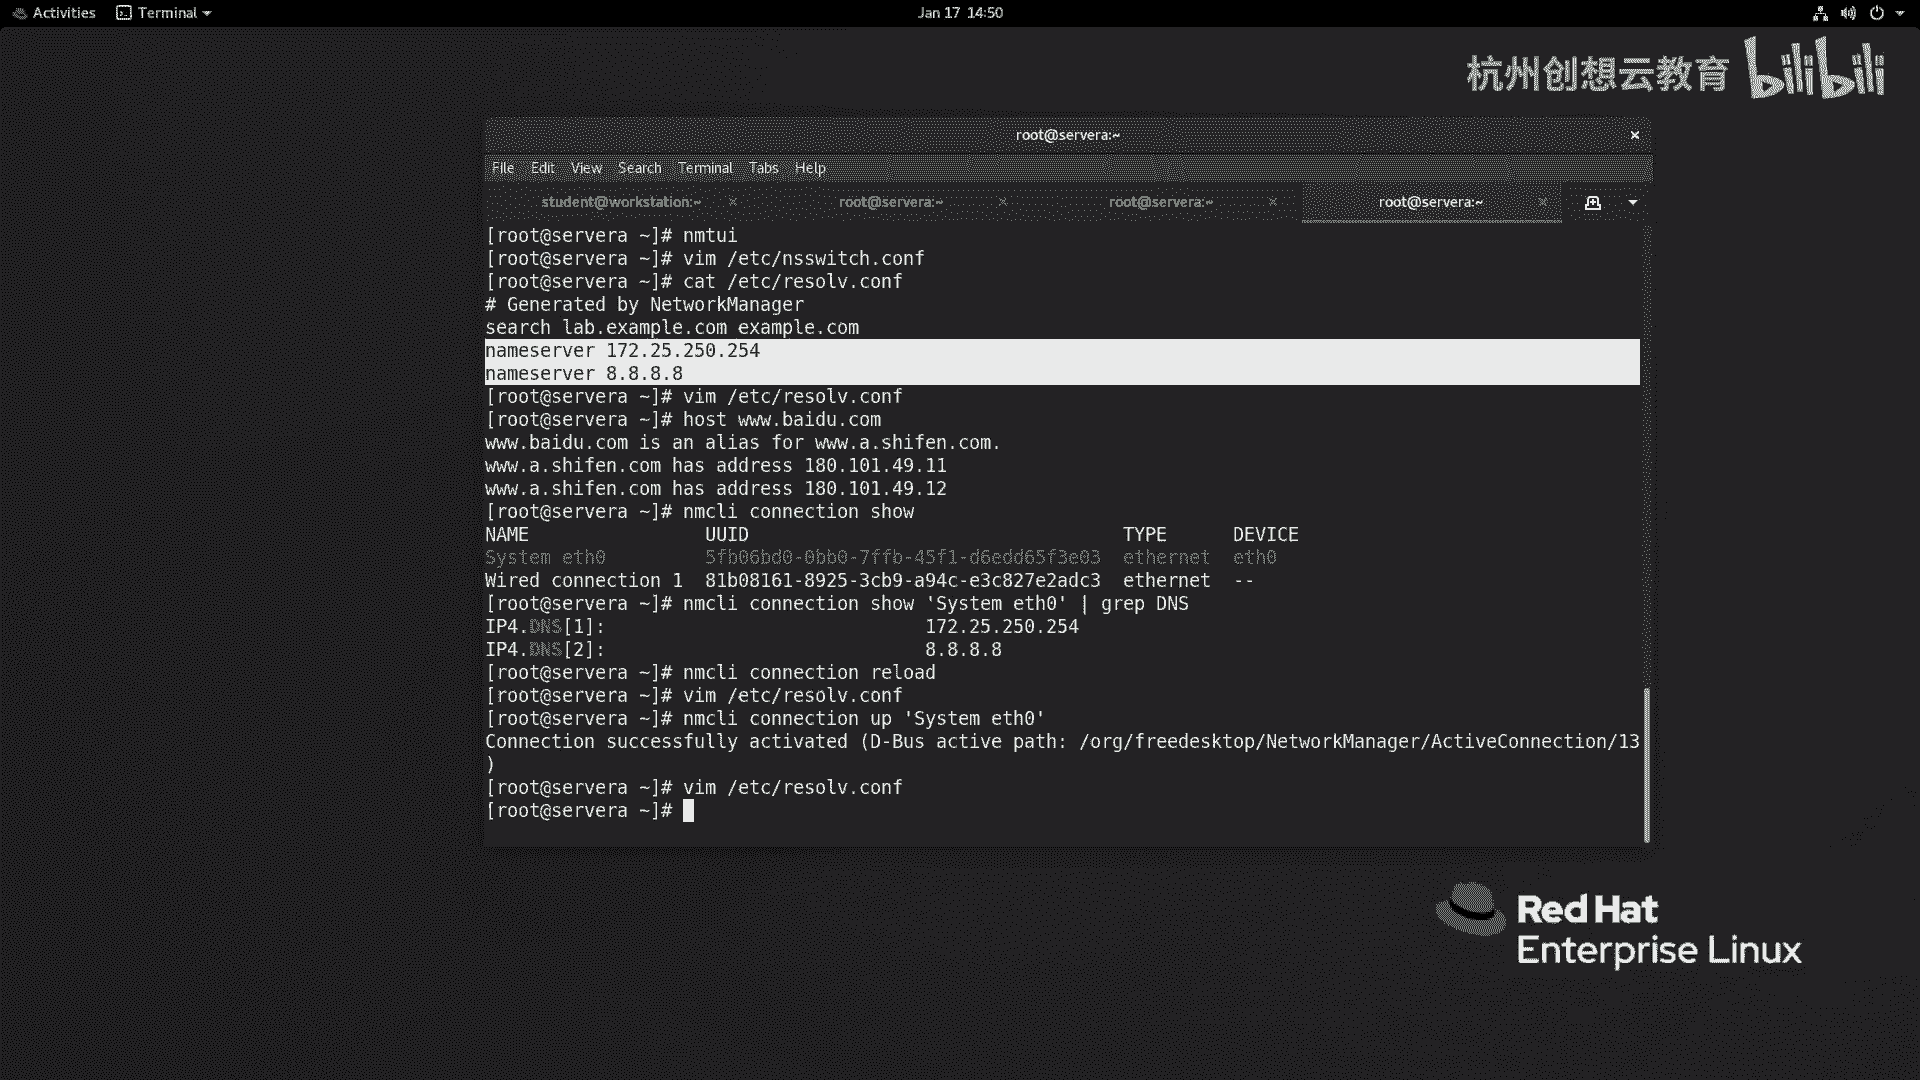 Activities Terminal Jan 17 14:50
杭州创想云教育 bilibili
root@servera:~ ×
File Edit View Search Terminal Tabs Help
student@workstation:~ × root@servera:~ × root@servera:~ × root@servera:~ ×
[root@servera ~]# nmtui
[root@servera ~]# vim /etc/nsswitch.conf
[root@servera ~]# cat /etc/resolv.conf
# Generated by NetworkManager
search lab.example.com example.com
nameserver 172.25.250.254
nameserver 8.8.8.8
[root@servera ~]# vim /etc/resolv.conf
[root@servera ~]# host www.baidu.com
www.baidu.com is an alias for www.a.shifen.com.
www.a.shifen.com has address 180.101.49.11
www.a.shifen.com has address 180.101.49.12
[root@servera ~]# nmcli connection show
NAME UUID TYPE DEVICE
System eth0 5fb06bd0-0bb0-7ffb-45f1-d6edd65f3e03 ethernet eth0
Wired connection 1 81b08161-8925-3cb9-a94c-e3c827e2adc3 ethernet --
[root@servera ~]# nmcli connection show 'System eth0' | grep DNS
IP4.DNS[1]: 172.25.250.254
IP4.DNS[2]: 8.8.8.8
[root@servera ~]# nmcli connection reload
[root@servera ~]# vim /etc/resolv.conf
[root@servera ~]# nmcli connection up 'System eth0'
Connection successfully activated (D-Bus active path: /org/freedesktop/NetworkManager/ActiveConnection/13
)
[root@servera ~]# vim /etc/resolv.conf
[root@servera ~]#
Red Hat
Enterprise Linux